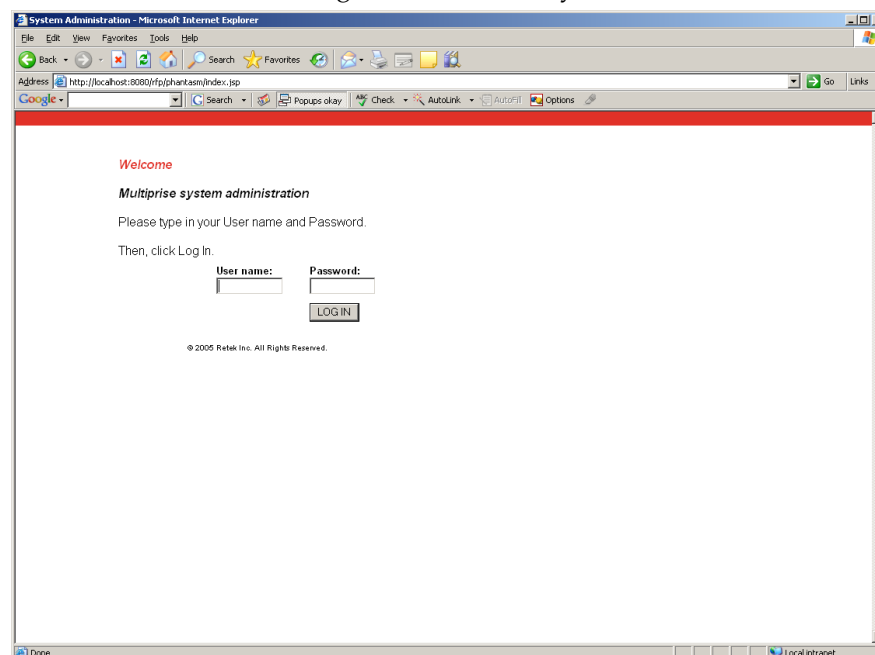 System Administration - Microsoft Internet Explorer
File Edit View Favorites Tools Help
Back Search Favorites
Address http://localhost:8080/rfp/phantasm/index.jsp Go Links
Google Search Popups okay ABC Check AutoLink AutoFill Options
Welcome
Multiprise system administration
Please type in your User name and Password.
Then, click Log In.
User name: Password:
LOG IN
© 2005 Retek Inc. All Rights Reserved.
Done Local intranet